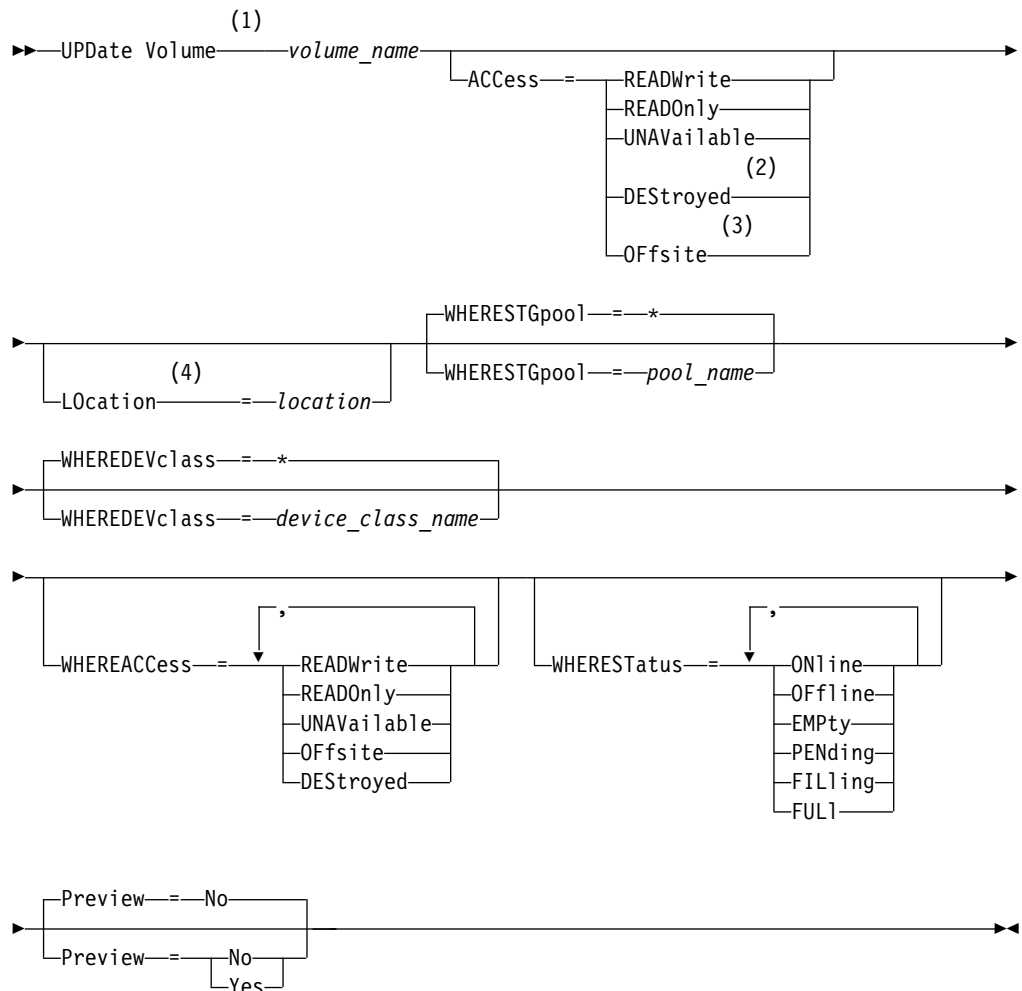 (1)
UPDate Volume volume_name
ACCess = READWrite
READOnly
UNAVailable
(2)
DEStroyed
(3)
OFfsite
WHERESTGpool = *
(4)
WHERESTGpool = pool_name
LOcation = location
WHEREDEVclass = *
WHEREDEVclass = device_class_name
, ,
WHEREACCess = READWrite WHERESTatus = ONline
READOnly OFfline
UNAVailable EMPty
OFfsite PENding
DEStroyed FILling
FULl
Preview = No
Preview = No
Yes